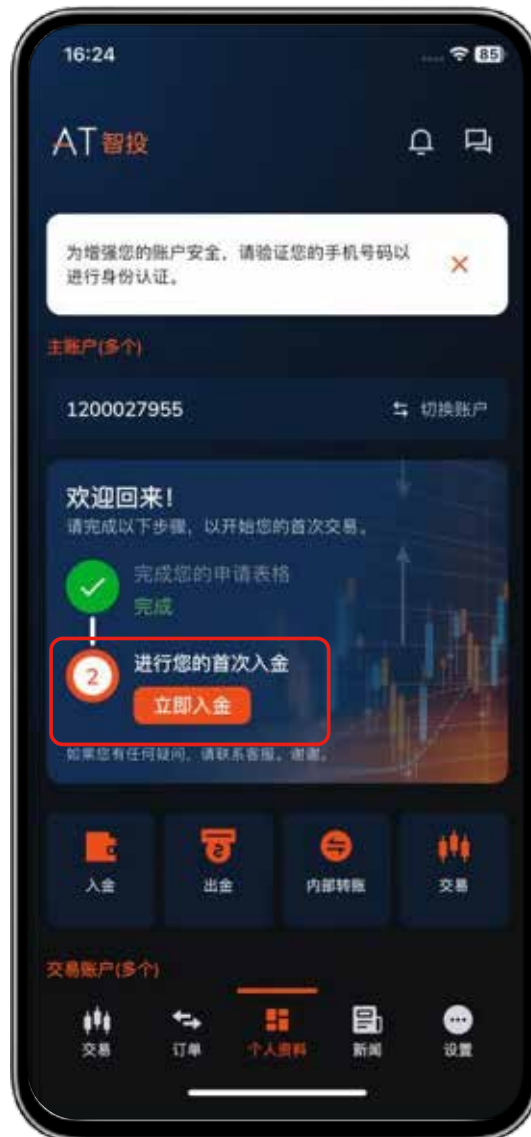 16:24
85
AT 智投
为增强您的账户安全，请验证您的手机号码以
进行身份认证。
主账户(多个)
1200027955
切换账户
欢迎回来！
请完成以下步骤，以开始您的首次交易。
完成您的申请表格
完成
2
进行您的首次入金
立即入金
如果您有任何疑问，请联系客服。谢谢。
入金 出金 内部转账 交易
交易账户(多个)
交易 订单 个人资料 新闻 设置